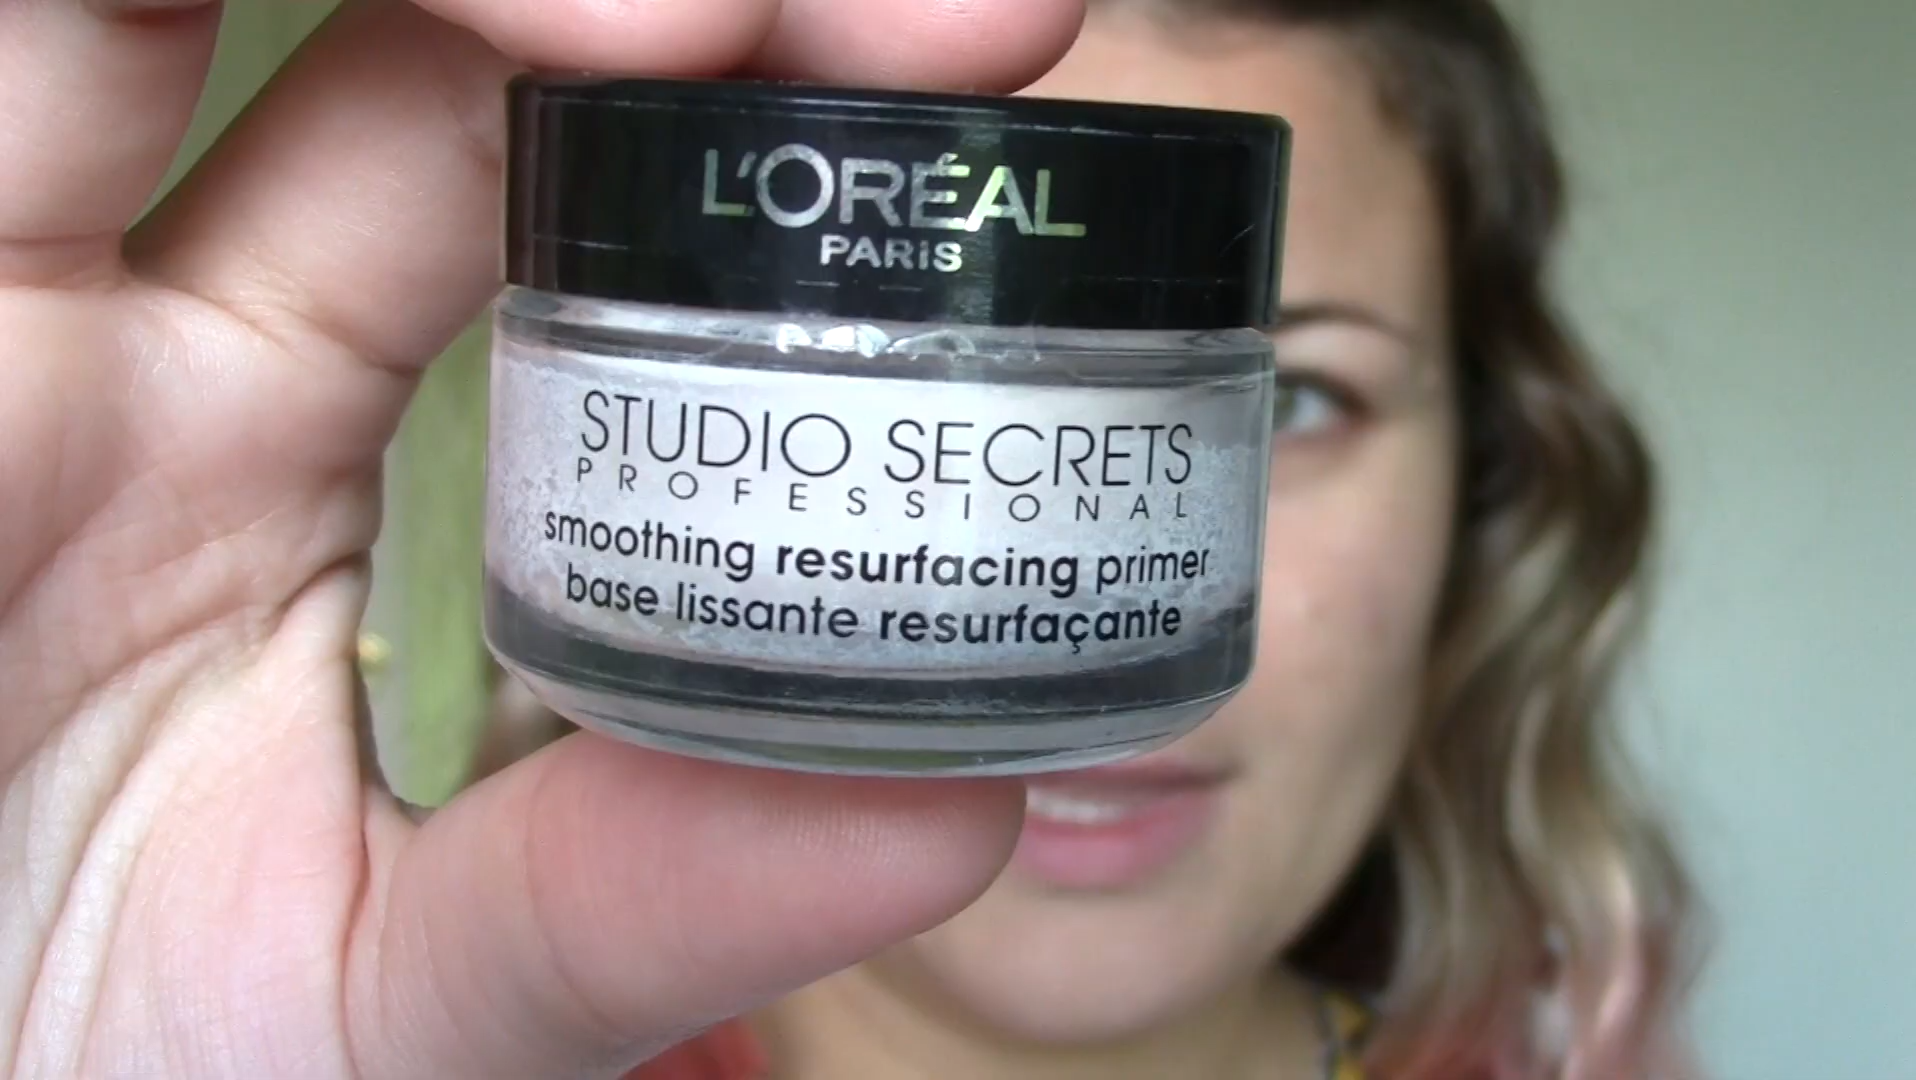 L'ORÉAL
PARIS
STUDIO SECRETS
PROFESSIONAL
smoothing resurfacing primer
base lissante resurfaçante